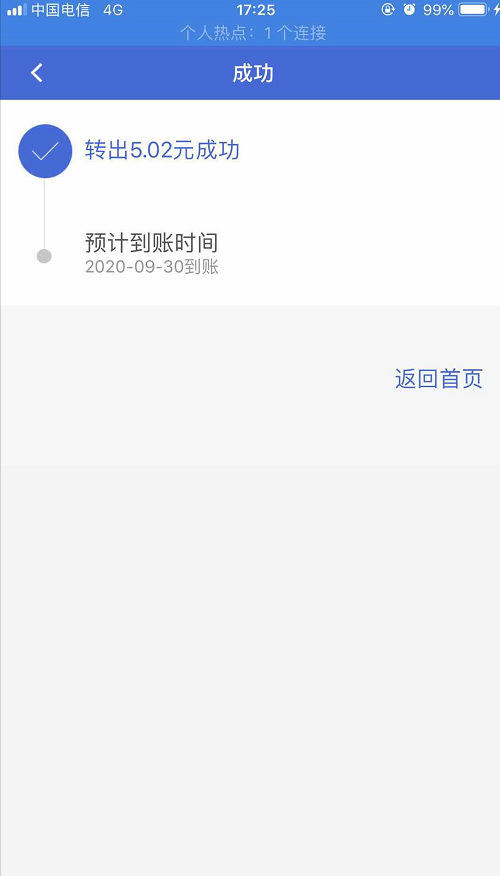 中国电信 4G 17:25 99%
个人热点：1 个连接
成功
转出5.02元成功
预计到账时间
2020-09-30到账
返回首页